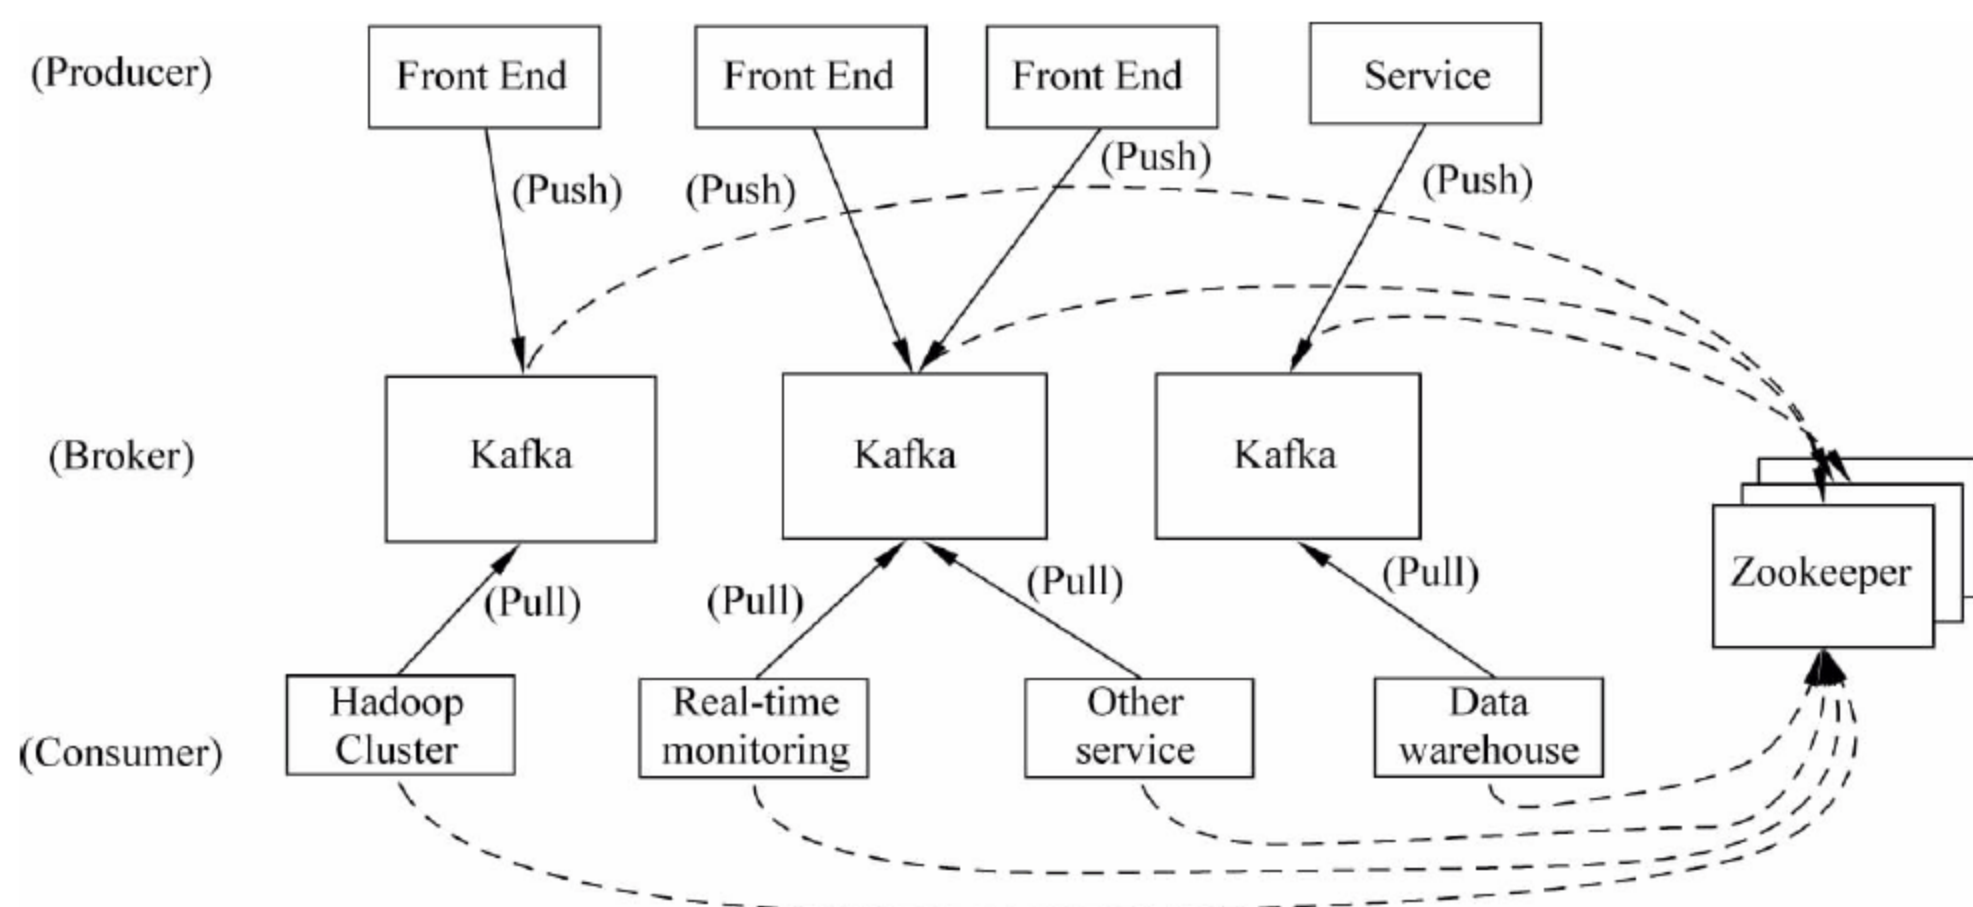 (Producer)
Front End
Front End
Front End
Service
(Push)
(Push)
(Push)
(Push)
(Broker)
Kafka
Kafka
Kafka
Zookeeper
(Pull)
(Pull)
(Pull)
(Pull)
(Consumer)
Hadoop
Cluster
Real-time
monitoring
Other
service
Data
warehouse